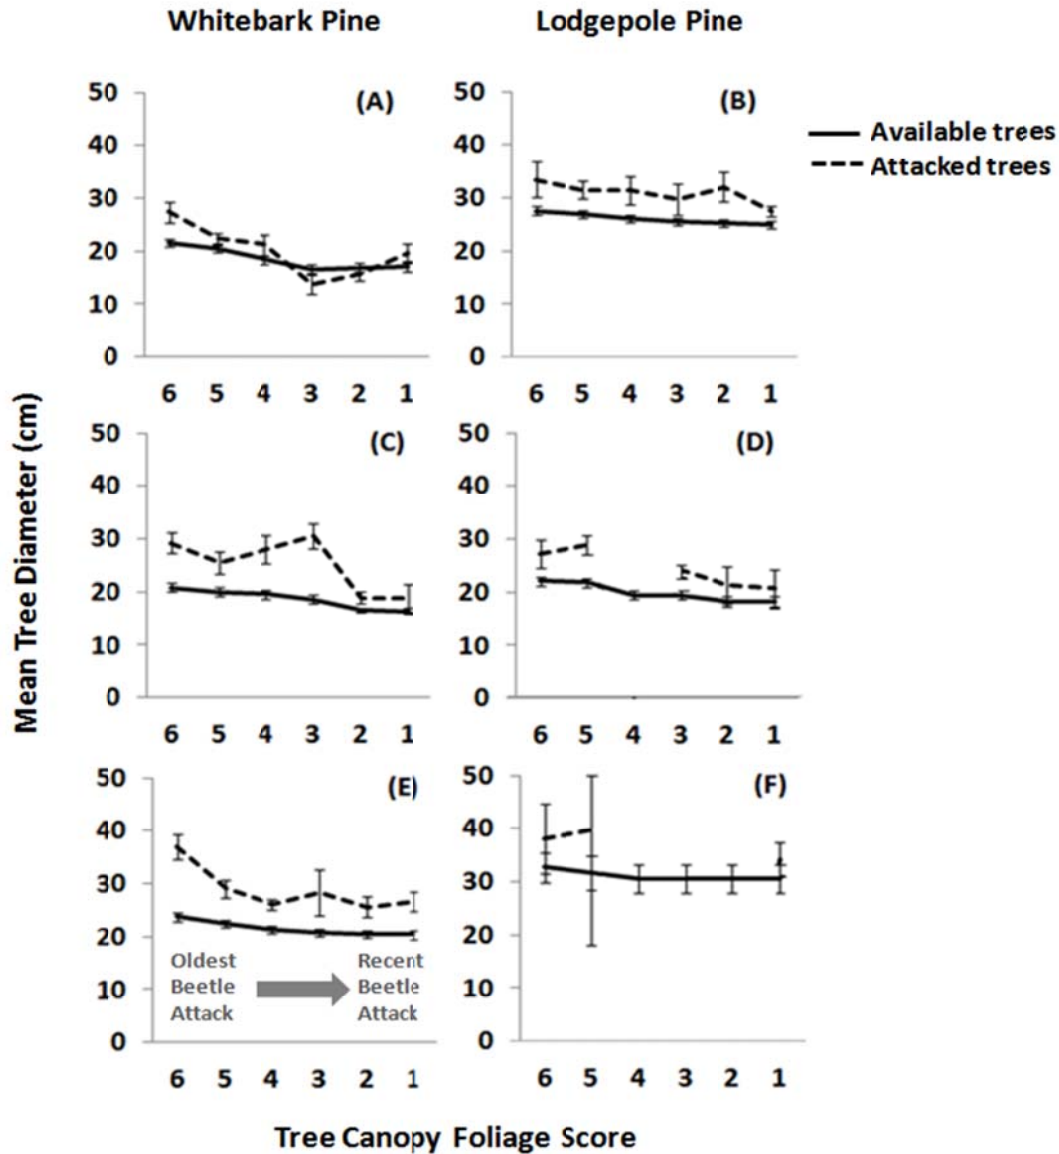 Whitebark Pine
Lodgepole Pine
Available trees
Attacked trees
Mean Tree Diameter (cm)
50
(A)
40
30
20
10
0
6 5 4 3 2 1
50
(B)
40
30
20
10
0
6 5 4 3 2 1
50
(C)
40
30
20
10
0
6 5 4 3 2 1
50
(D)
40
30
20
10
0
6 5 4 3 2 1
50
(E)
40
30
20
10
0
Oldest
Beetle
Attack
Recent
Beetle
Attack
6 5 4 3 2 1
50
(F)
40
30
20
10
0
6 5 4 3 2 1
Tree Canopy Foliage Score